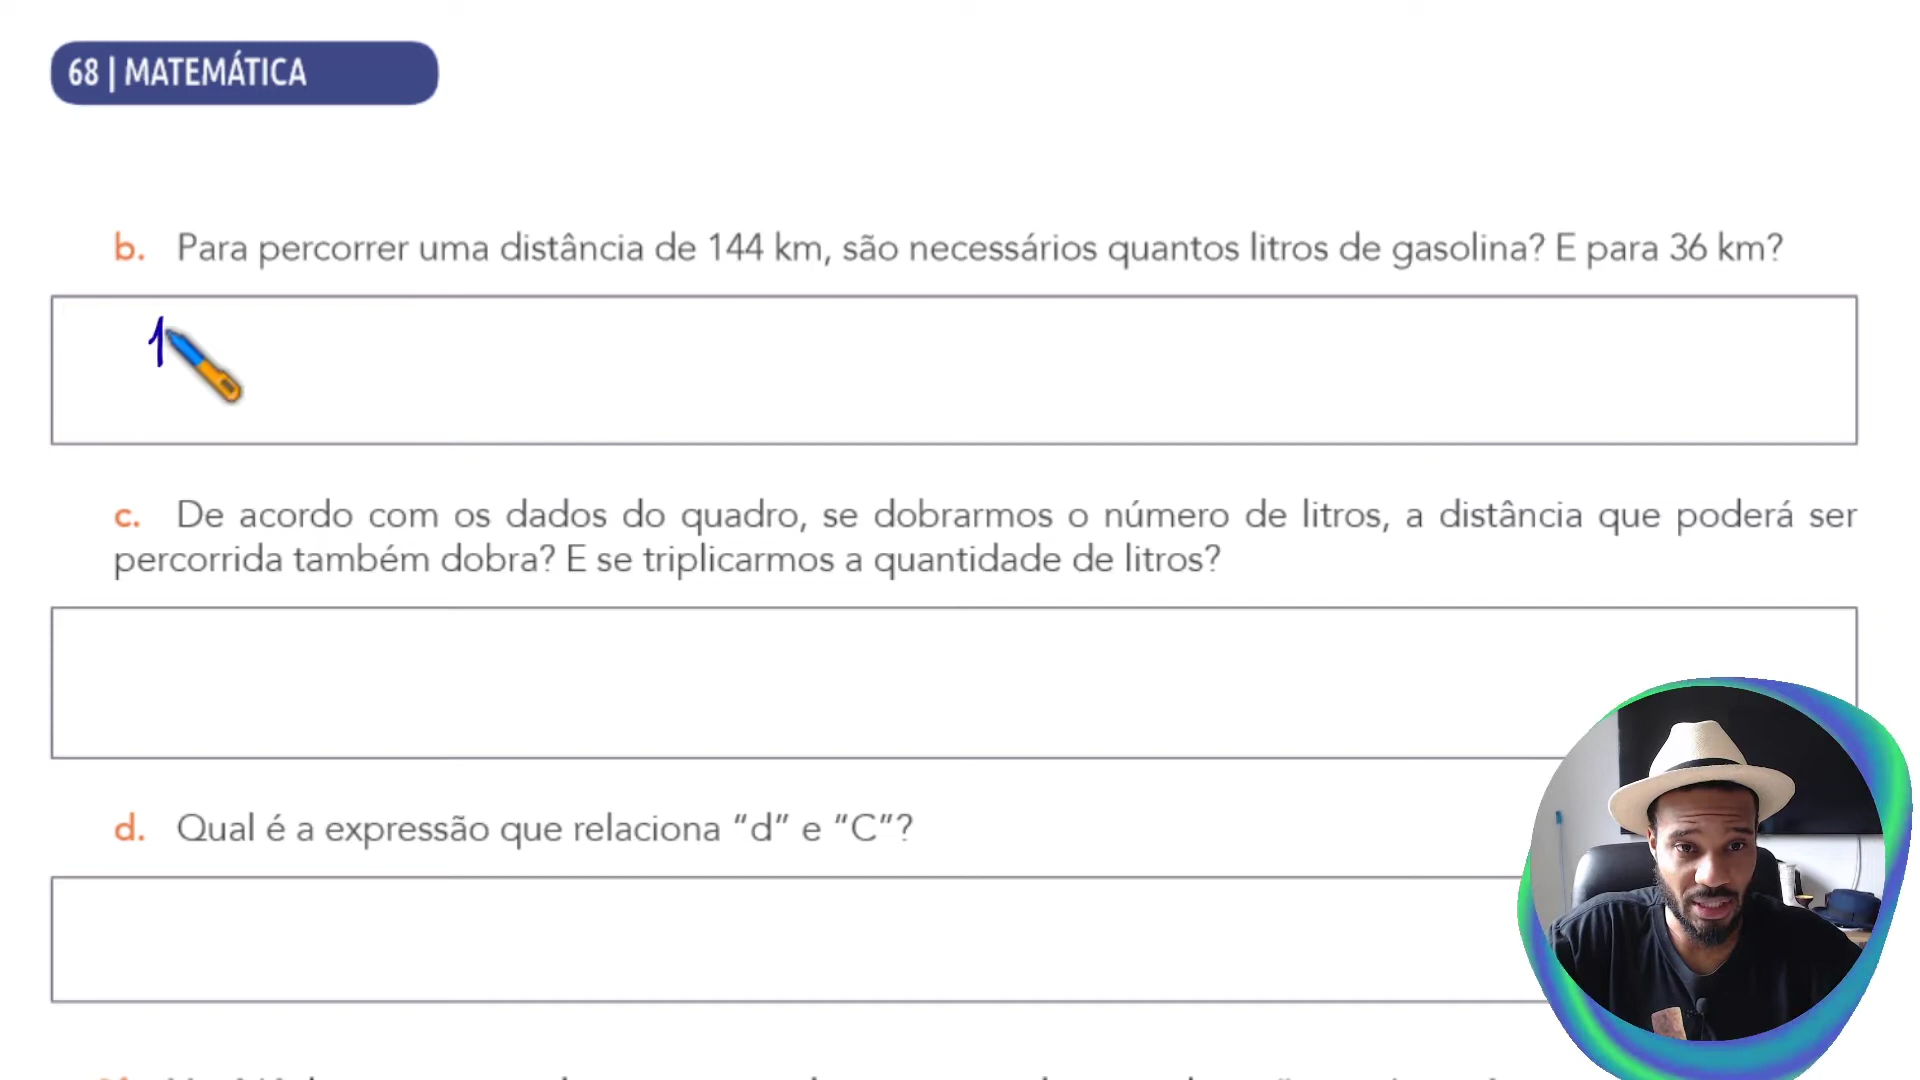 68 | MATEMÁTICA
b. Para percorrer uma distância de 144 km, são necessários quantos litros de gasolina? E para 36 km?
1
c. De acordo com os dados do quadro, se dobrarmos o número de litros, a distância que poderá ser
percorrida também dobra? E se triplicarmos a quantidade de litros?
d. Qual é a expressão que relaciona “d” e “C”?